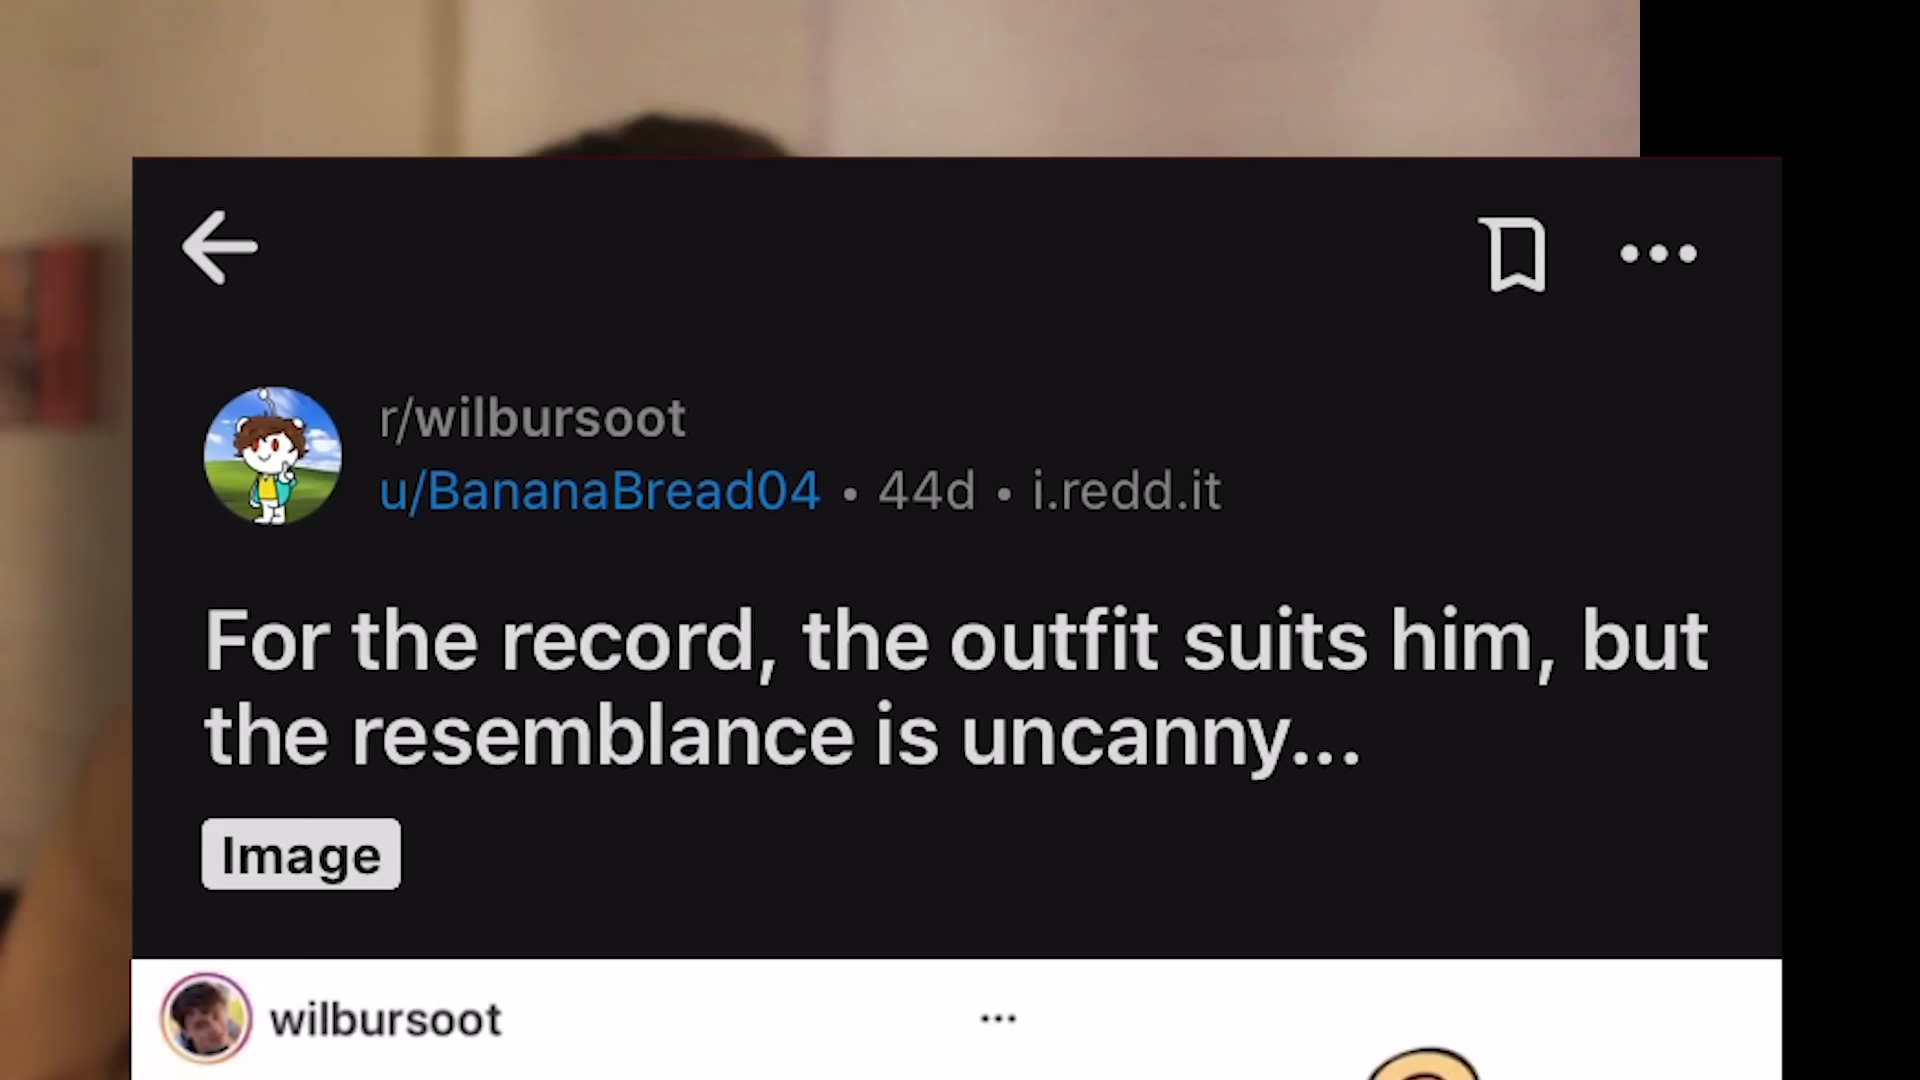 r/wilbursoot
u/BananaBread04 • 44d • i.redd.it
For the record, the outfit suits him, but
the resemblance is uncanny...
Image
wilbursoot